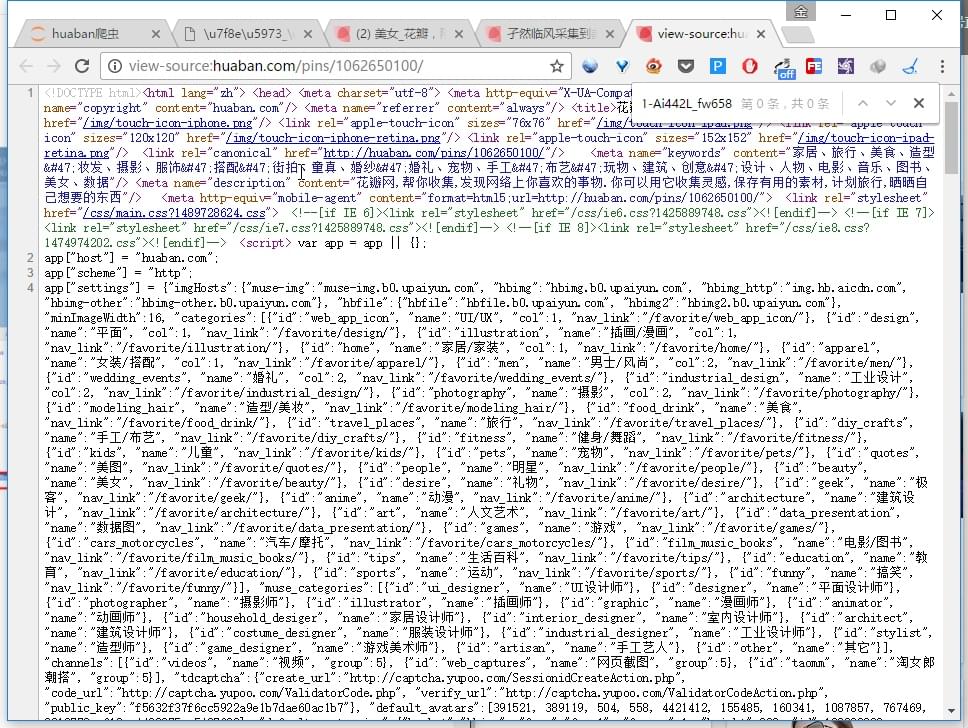 金
huaban爬虫
\u7f8e\u5973_\
(2) 美女_花瓣，
孑然临风采集到
view-source:hua
view-source:huaban.com/pins/1062650100/
off
1-Ai442L_fw658 第 0 条，共 0 条
1 <!DOCTYPE html><html lang="zh"> <head> <meta charset="utf-8"> <meta http-equiv="X-UA-Compat
name="copyright" content="huaban.com"/> <meta name="referrer" content="always"/> <title>花
href="/img/touch-icon-iphone.png"/> <link rel="apple-touch-icon" sizes="76x76" href="/img/touch-icon-ipad.png"/> <link rel="apple-touch-
icon" sizes="120x120" href="/img/touch-icon-iphone-retina.png"/> <link rel="apple-touch-icon" sizes="152x152" href="/img/touch-icon-ipad-
retina.png"/> <link rel="canonical" href="http://huaban.com/pins/1062650100/"/> <meta name="keywords" content="家居、旅行、美食、造型
&#47;妆发、摄影、服饰&#47;搭配&#47;街拍、童真、婚纱&#47;婚礼、宠物、手工&#47;布艺&#47;玩物、建筑、创意&#47;设计、人物、电影、音乐、图书、
美女、数据"/> <meta name="description" content="花瓣网,帮你收集,发现网络上你喜欢的事物.你可以用它收集灵感,保存有用的素材,计划旅行,晒晒自
己想要的东西"/> <meta http-equiv="mobile-agent" content="format=html5;url=http://huaban.com/pins/1062650100/"> <link rel="stylesheet"
href="/css/main.css?1489728624.css"> <!--[if IE 6]><link rel="stylesheet" href="/css/ie6.css?1425889748.css"><![endif]--> <!--[if IE 7]>
<link rel="stylesheet" href="/css/ie7.css?1425889748.css"><![endif]--> <!--[if IE 8]><link rel="stylesheet" href="/css/ie8.css?
1474974202.css"><![endif]--> <script> var app = app || {};
2 app["host"] = "huaban.com";
3 app["scheme"] = "http";
4 app["settings"] = {"imgHosts":{"muse-img":"muse-img.b0.upaiyun.com", "hbimg":"hbimg.b0.upaiyun.com", "hbimg_http":"img.hb.aicdn.com",
"hbimg-other":"hbimg-other.b0.upaiyun.com"}, "hbfile":{"hbfile":"hbfile.b0.upaiyun.com", "hbimg2":"hbimg2.b0.upaiyun.com"},
"minImageWidth":16, "categories":[[{"id":"web_app_icon", "name":"UI/UX", "col":1, "nav_link":"/favorite/web_app_icon/"}, {"id":"design",
"name":"平面", "col":1, "nav_link":"/favorite/design/"}, {"id":"illustration", "name":"插画/漫画", "col":1,
"nav_link":"/favorite/illustration/"}, {"id":"home", "name":"家居/家装", "col":1, "nav_link":"/favorite/home/"}, {"id":"apparel",
"name":"女装/搭配", "col":1, "nav_link":"/favorite/apparel/"}, {"id":"men", "name":"男士/风尚", "col":2, "nav_link":"/favorite/men/"},
{"id":"wedding_events", "name":"婚礼", "col":2, "nav_link":"/favorite/wedding_events/"}, {"id":"industrial_design", "name":"工业设计",
"col":2, "nav_link":"/favorite/industrial_design/"}, {"id":"photography", "name":"摄影", "col":2, "nav_link":"/favorite/photography/"},
{"id":"modeling_hair", "name":"造型/美妆", "nav_link":"/favorite/modeling_hair/"}, {"id":"food_drink", "name":"美食",
"nav_link":"/favorite/food_drink/"}, {"id":"travel_places", "name":"旅行", "nav_link":"/favorite/travel_places/"}, {"id":"diy_crafts",
"name":"手工/布艺", "nav_link":"/favorite/diy_crafts/"}, {"id":"fitness", "name":"健身/舞蹈", "nav_link":"/favorite/fitness/"},
{"id":"kids", "name":"儿童", "nav_link":"/favorite/kids/"}, {"id":"pets", "name":"宠物", "nav_link":"/favorite/pets/"}, {"id":"quotes",
"name":"美图", "nav_link":"/favorite/quotes/"}, {"id":"people", "name":"明星", "nav_link":"/favorite/people/"}, {"id":"beauty",
"name":"美女", "nav_link":"/favorite/beauty/"}, {"id":"desire", "name":"礼物", "nav_link":"/favorite/desire/"}, {"id":"geek", "name":"极
客", "nav_link":"/favorite/geek/"}, {"id":"anime", "name":"动漫", "nav_link":"/favorite/anime/"}, {"id":"architecture", "name":"建筑设
计", "nav_link":"/favorite/architecture/"}, {"id":"art", "name":"人文艺术", "nav_link":"/favorite/art/"}, {"id":"data_presentation",
"name":"数据图", "nav_link":"/favorite/data_presentation/"}, {"id":"games", "name":"游戏", "nav_link":"/favorite/games/"},
{"id":"cars_motorcycles", "name":"汽车/摩托", "nav_link":"/favorite/cars_motorcycles/"}, {"id":"film_music_books", "name":"电影/图书",
"nav_link":"/favorite/film_music_books/"}, {"id":"tips", "name":"生活百科", "nav_link":"/favorite/tips/"}, {"id":"education", "name":"教
育", "nav_link":"/favorite/education/"}, {"id":"sports", "name":"运动", "nav_link":"/favorite/sports/"}, {"id":"funny", "name":"搞笑",
"nav_link":"/favorite/funny/"}], "muse_categories":[{"id":"ui_designer", "name":"UI设计师"}, {"id":"designer", "name":"平面设计师"},
{"id":"photographer", "name":"摄影师"}, {"id":"illustrator", "name":"插画师"}, {"id":"graphic", "name":"漫画师"}, {"id":"animator",
"name":"动画师"}, {"id":"household_desiger", "name":"家居设计师"}, {"id":"interior_designer", "name":"室内设计师"}, {"id":"architect",
"name":"建筑设计师"}, {"id":"costume_designer", "name":"服装设计师"}, {"id":"industrial_designer", "name":"工业设计师"}, {"id":"stylist",
"name":"造型师"}, {"id":"game_designer", "name":"游戏美术师"}, {"id":"artisan", "name":"手工艺人"}, {"id":"other", "name":"其它"}],
"channels":[[{"id":"videos", "name":"视频", "group":5}, {"id":"web_captures", "name":"网页截图", "group":5}, {"id":"taomm", "name":"淘女郎
潮搭", "group":5}]], "tdcaptcha":{"create_url":"http://captcha.yupoo.com/SessionidCreateAction.php",
"code_url":"http://captcha.yupoo.com/ValidatorCode.php", "verify_url":"http://captcha.yupoo.com/ValidatorCodeAction.php",
"public_key":"f5632f37f6cc5922a9e1b7dae60ac1b7"}, "default_avatars":[391521, 389119, 504, 558, 4421412, 155485, 160341, 1087857, 767469,